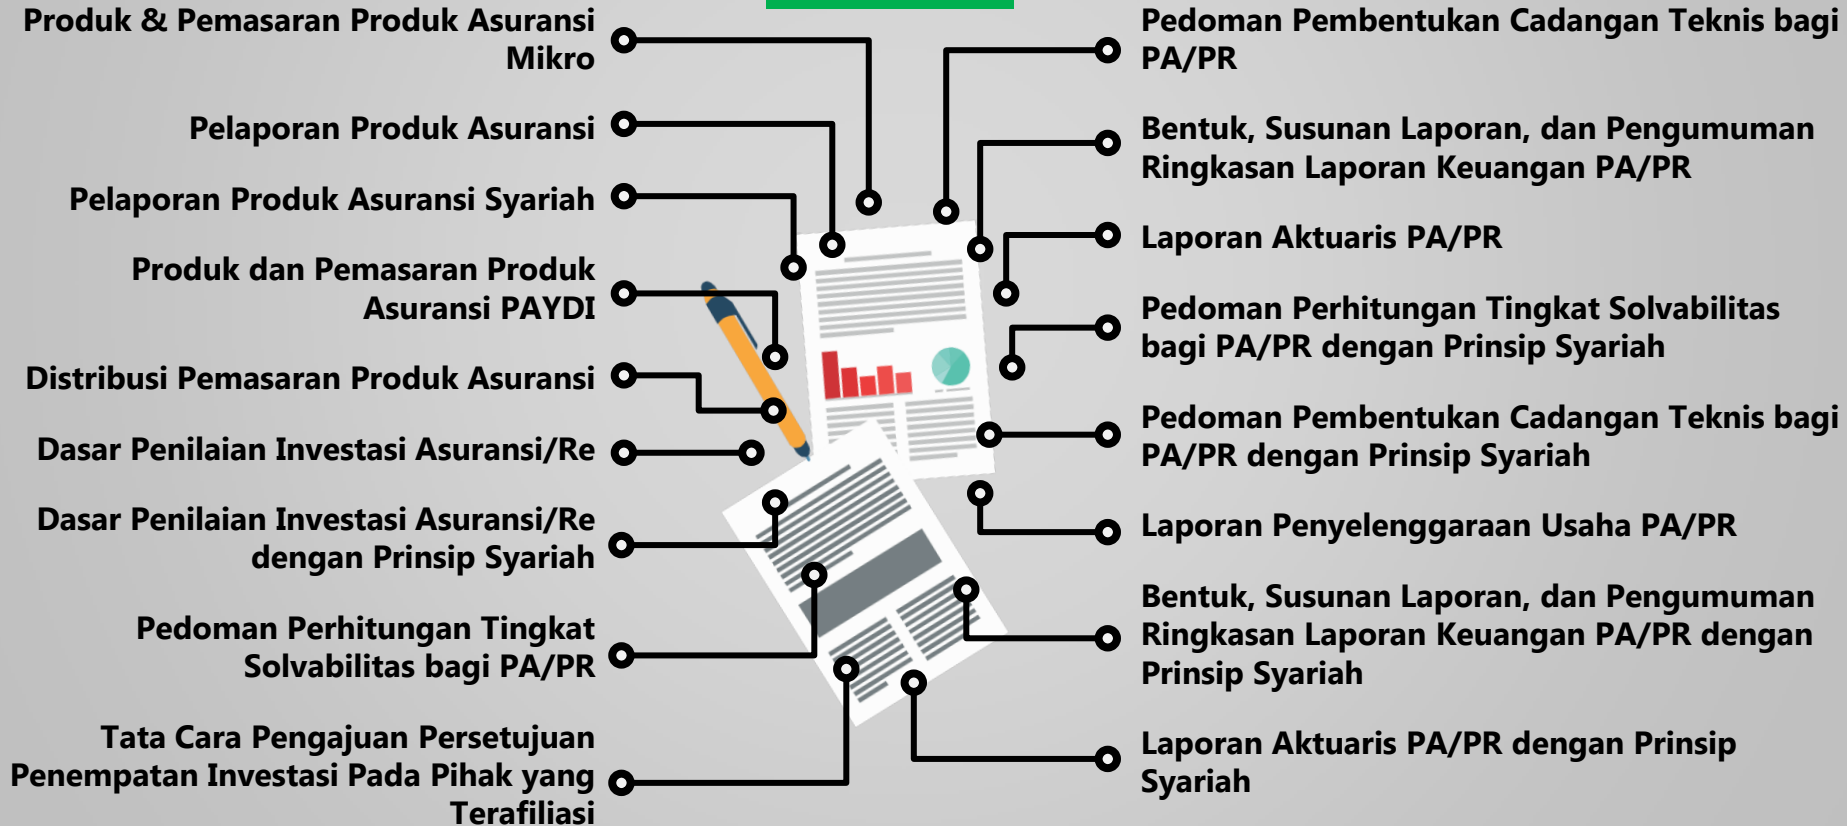 Produk & Pemasaran Produk Asuransi
Mikro
Pelaporan Produk Asuransi
Pelaporan Produk Asuransi Syariah
Produk dan Pemasaran Produk
Asuransi PAYDI
Distribusi Pemasaran Produk Asuransi
Dasar Penilaian Investasi Asuransi/Re
Dasar Penilaian Investasi Asuransi/Re
dengan Prinsip Syariah
Pedoman Perhitungan Tingkat
Solvabilitas bagi PA/PR
Tata Cara Pengajuan Persetujuan
Penempatan Investasi Pada Pihak yang
Terafiliasi
Pedoman Pembentukan Cadangan Teknis bagi
PA/PR
Bentuk, Susunan Laporan, dan Pengumuman
Ringkasan Laporan Keuangan PA/PR
Laporan Aktuaris PA/PR
Pedoman Perhitungan Tingkat Solvabilitas
bagi PA/PR dengan Prinsip Syariah
Pedoman Pembentukan Cadangan Teknis bagi
PA/PR dengan Prinsip Syariah
Laporan Penyelenggaraan Usaha PA/PR
Bentuk, Susunan Laporan, dan Pengumuman
Ringkasan Laporan Keuangan PA/PR dengan
Prinsip Syariah
Laporan Aktuaris PA/PR dengan Prinsip
Syariah